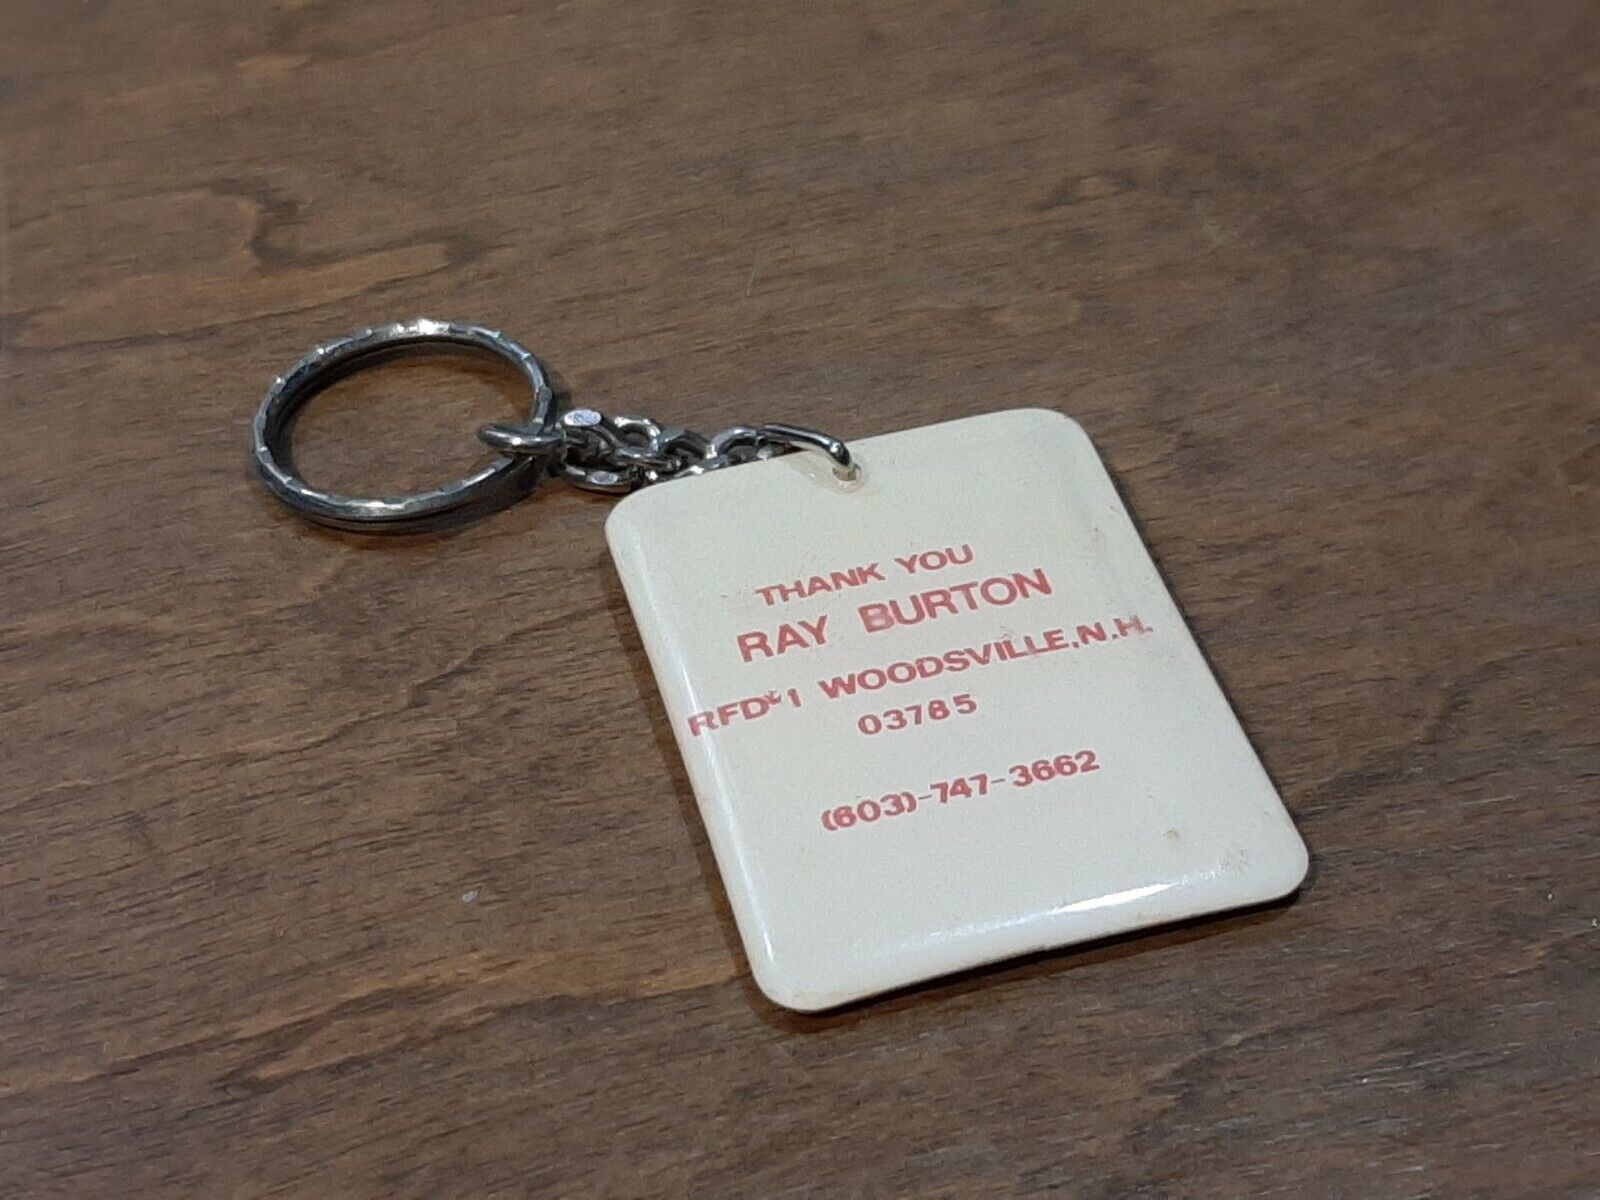 THANK YOU
RAY BURTON
RFD#1 WOODSVILLE, N.H.
03785
(603)-747-3662